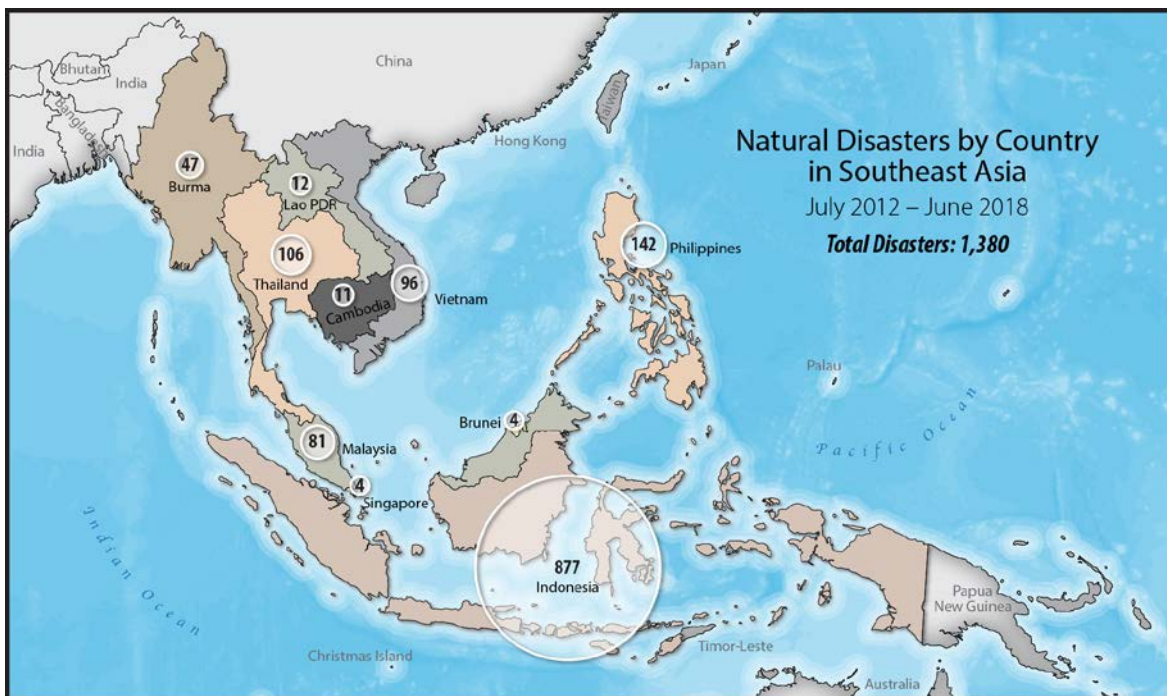 Natural Disasters by Country
in Southeast Asia
July 2012 – June 2018
Total Disasters: 1,380
Bhutan
India
Bangladesh
India
China
Japan
Taiwan
Hong Kong
47
Burma
12
Lao PDR
106
Thailand
11
Cambodia
96
Vietnam
142
Philippines
Palau
Pacific Ocean
Brunei
4
81
Malaysia
4
Singapore
Indian Ocean
877
Indonesia
Papua
New Guinea
Timor-Leste
Christmas Island
Australia